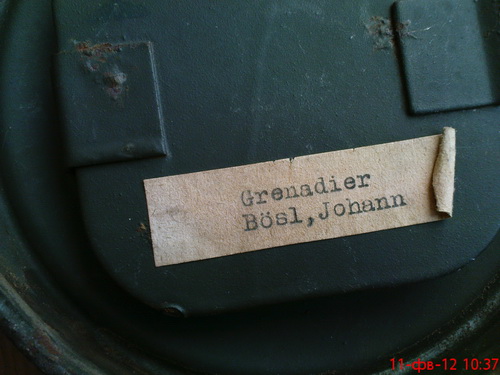 Grenadier
Bösl,Johann
11-фв-12 10:37